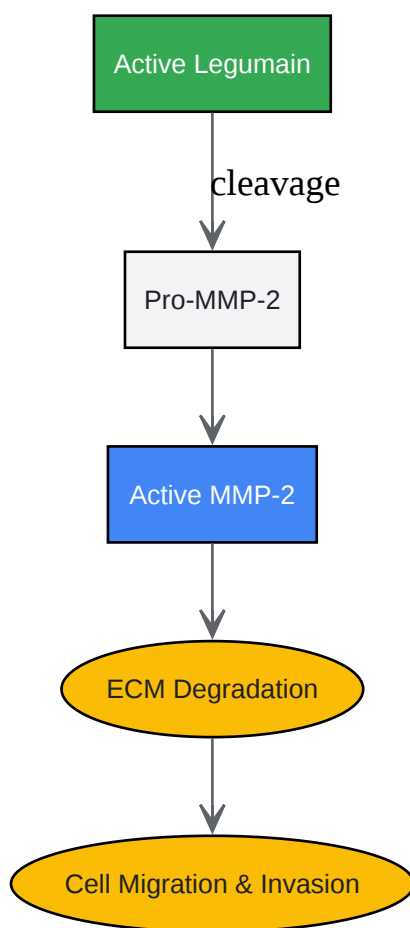 Active Legumain
cleavage
Pro-MMP-2
Active MMP-2
ECM Degradation
Cell Migration & Invasion